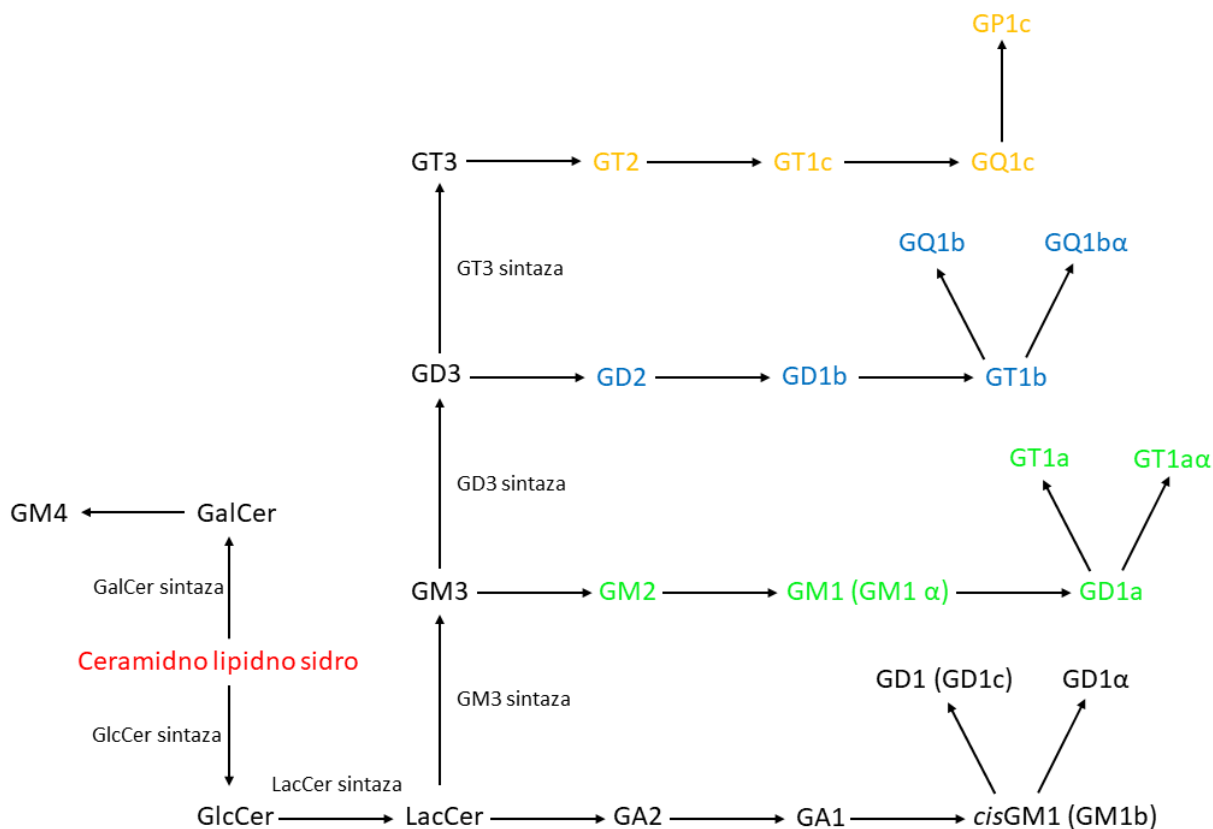 GP1c
GT3 GT2 GT1c GQ1c
GQ1b GQ1bα
GT3 sintaza
GD3 GD2 GD1b GT1b
GT1a GT1aα
GD3 sintaza
GM4 GalCer
GalCer sintaza
GM3 GM2 GM1 (GM1 α) GD1a
Ceramidno lipidno sidro
GD1 (GD1c) GD1α
GM3 sintaza
GlcCer sintaza
LacCer sintaza
GlcCer LacCer GA2 GA1 cisGM1 (GM1b)